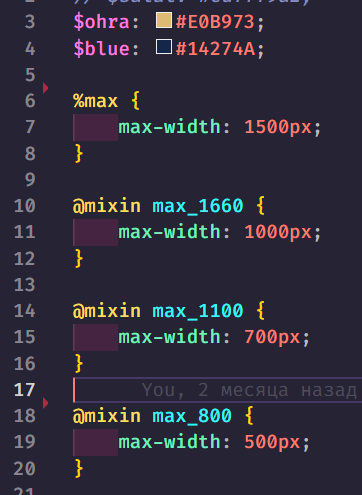 3 $ohra: #E0B973;
4 $blue: #14274A;
5
6 %max {
7 max-width: 1500px;
8 }
9
10 @mixin max_1660 {
11 max-width: 1000px;
12 }
13
14 @mixin max_1100 {
15 max-width: 700px;
16 }
17 You, 2 месяца назад
18 @mixin max_800 {
19 max-width: 500px;
20 }
21